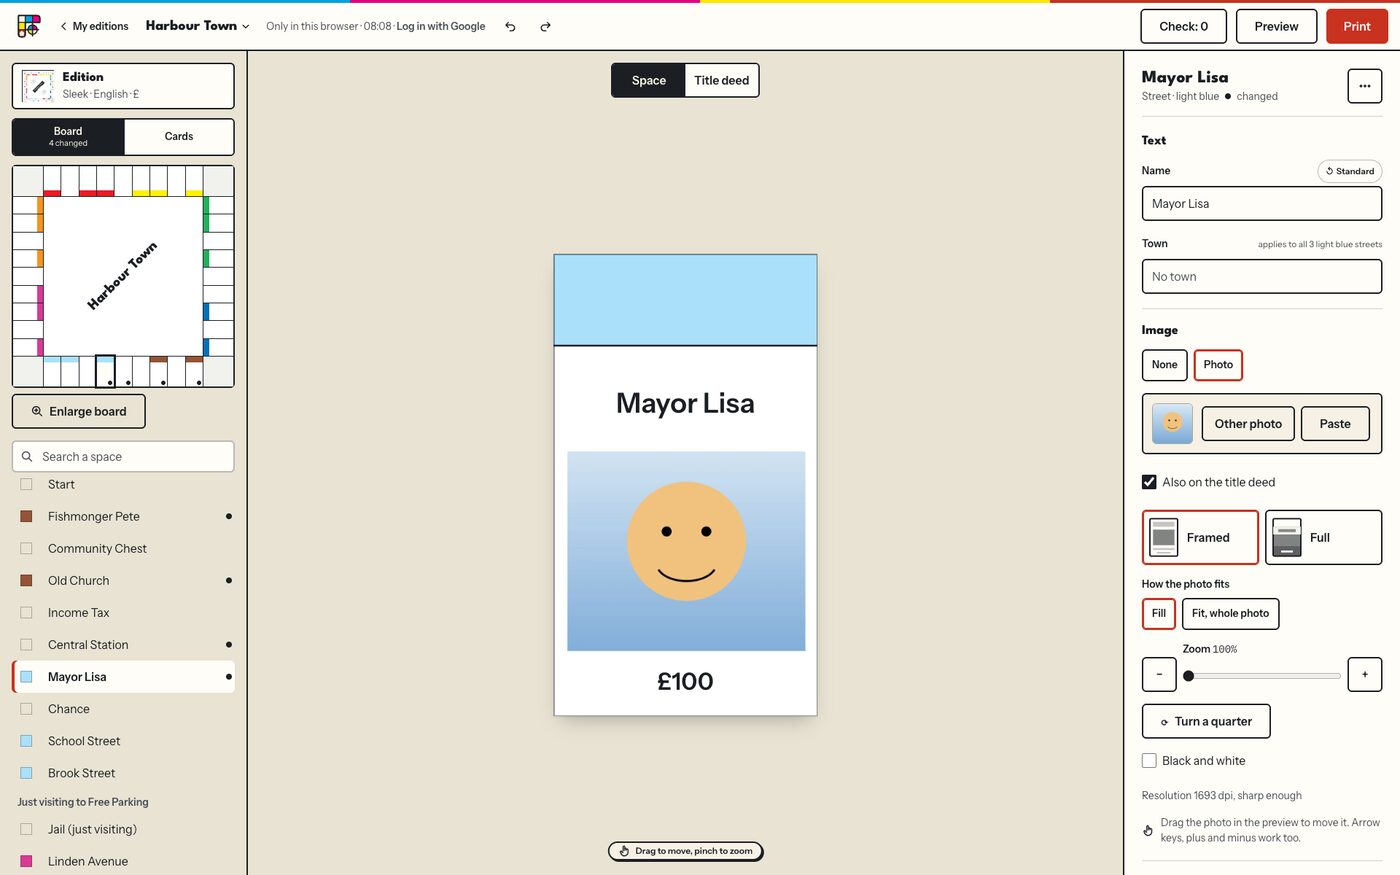 My editions
Harbour Town
Only in this browser · 08:08 · Log in with Google
Check: 0
Preview
Print
Edition
Sleek · English · £
Board
4 changed
Cards
Harbour Town
Enlarge board
Search a space
Start
Fishmonger Pete
Community Chest
Old Church
Income Tax
Central Station
Mayor Lisa
Chance
School Street
Brook Street
Just visiting to Free Parking
Jail (just visiting)
Linden Avenue
Space
Title deed
Mayor Lisa
£100
Drag to move, pinch to zoom
Mayor Lisa
Street · light blue ● changed
Text
Name
Standard
Mayor Lisa
Town
applies to all 3 light blue streets
No town
Image
None
Photo
Other photo
Paste
Also on the title deed
Framed
Full
How the photo fits
Fill
Fit, whole photo
Zoom 100%
−
+
Turn a quarter
Black and white
Resolution 1693 dpi, sharp enough
Drag the photo in the preview to move it. Arrow
keys, plus and minus work too.